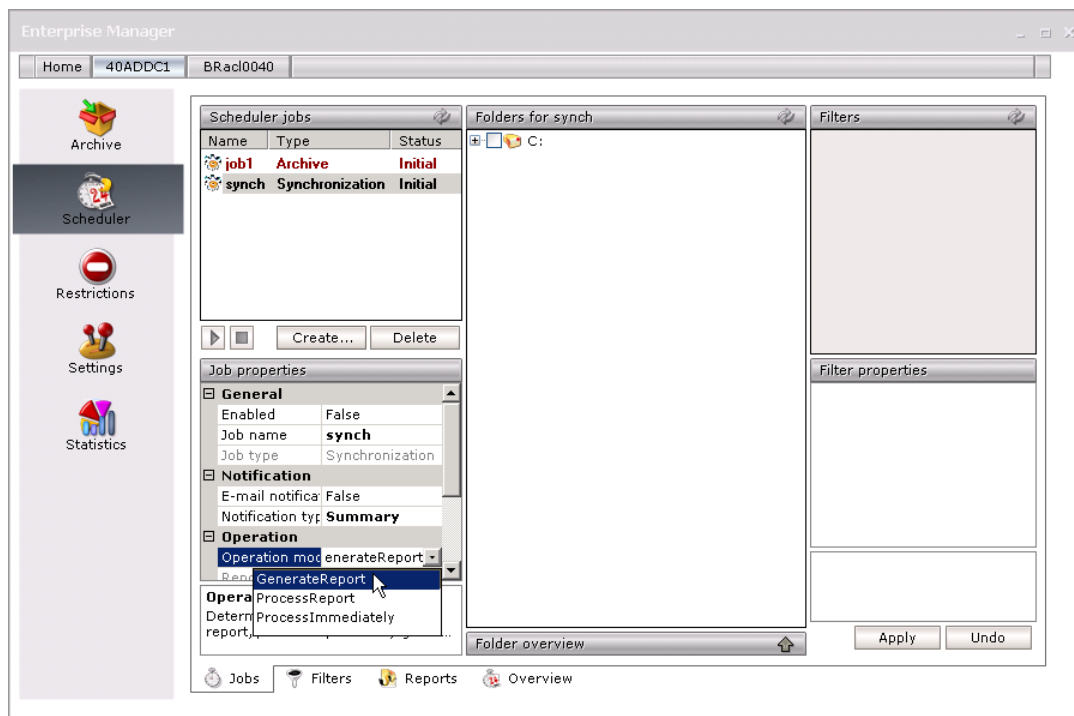 Enterprise Manager
Home 40ADDC1 BRacl0040
Archive
Scheduler
Restrictions
Settings
Statistics
Scheduler jobs
Name Type Status
job1 Archive Initial
synch Synchronization Initial
Create... Delete
Job properties
General
Enabled False
Job name synch
Job type Synchronization
Notification
E-mail notifica False
Notification typ Summary
Operation
Operation moc enerateReport
GenerateReport
ProcessReport
ProcessImmediately
Opera
Determ
report,
Folders for synch
C:
Folder overview
Filters
Filter properties
Apply Undo
Jobs Filters Reports Overview